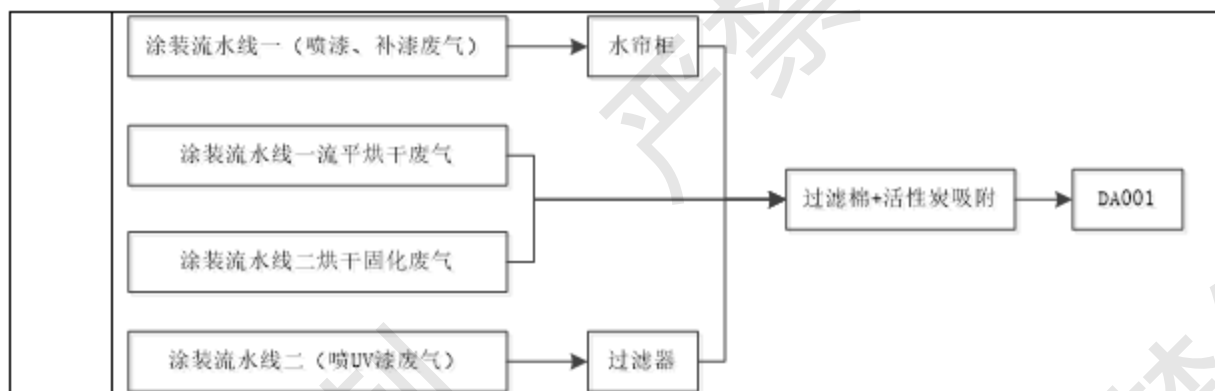 涂装流水线一（喷漆、补漆废气）
水帘框
涂装流水线一流平烘干废气
过滤棉+活性炭吸附
DA001
涂装流水线二烘干固化废气
涂装流水线二（喷UV漆废气）
过滤器
严禁